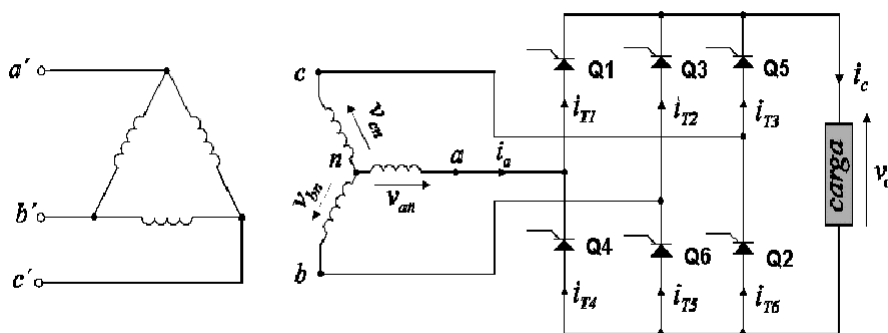 a'
b'
c'
c
n
b
a
v_cn
v_bn
v_an
i_a
Q1
Q3
Q5
i_T1
i_T2
i_T3
Q4
Q6
Q2
i_T4
i_T5
i_T6
i_c
carga